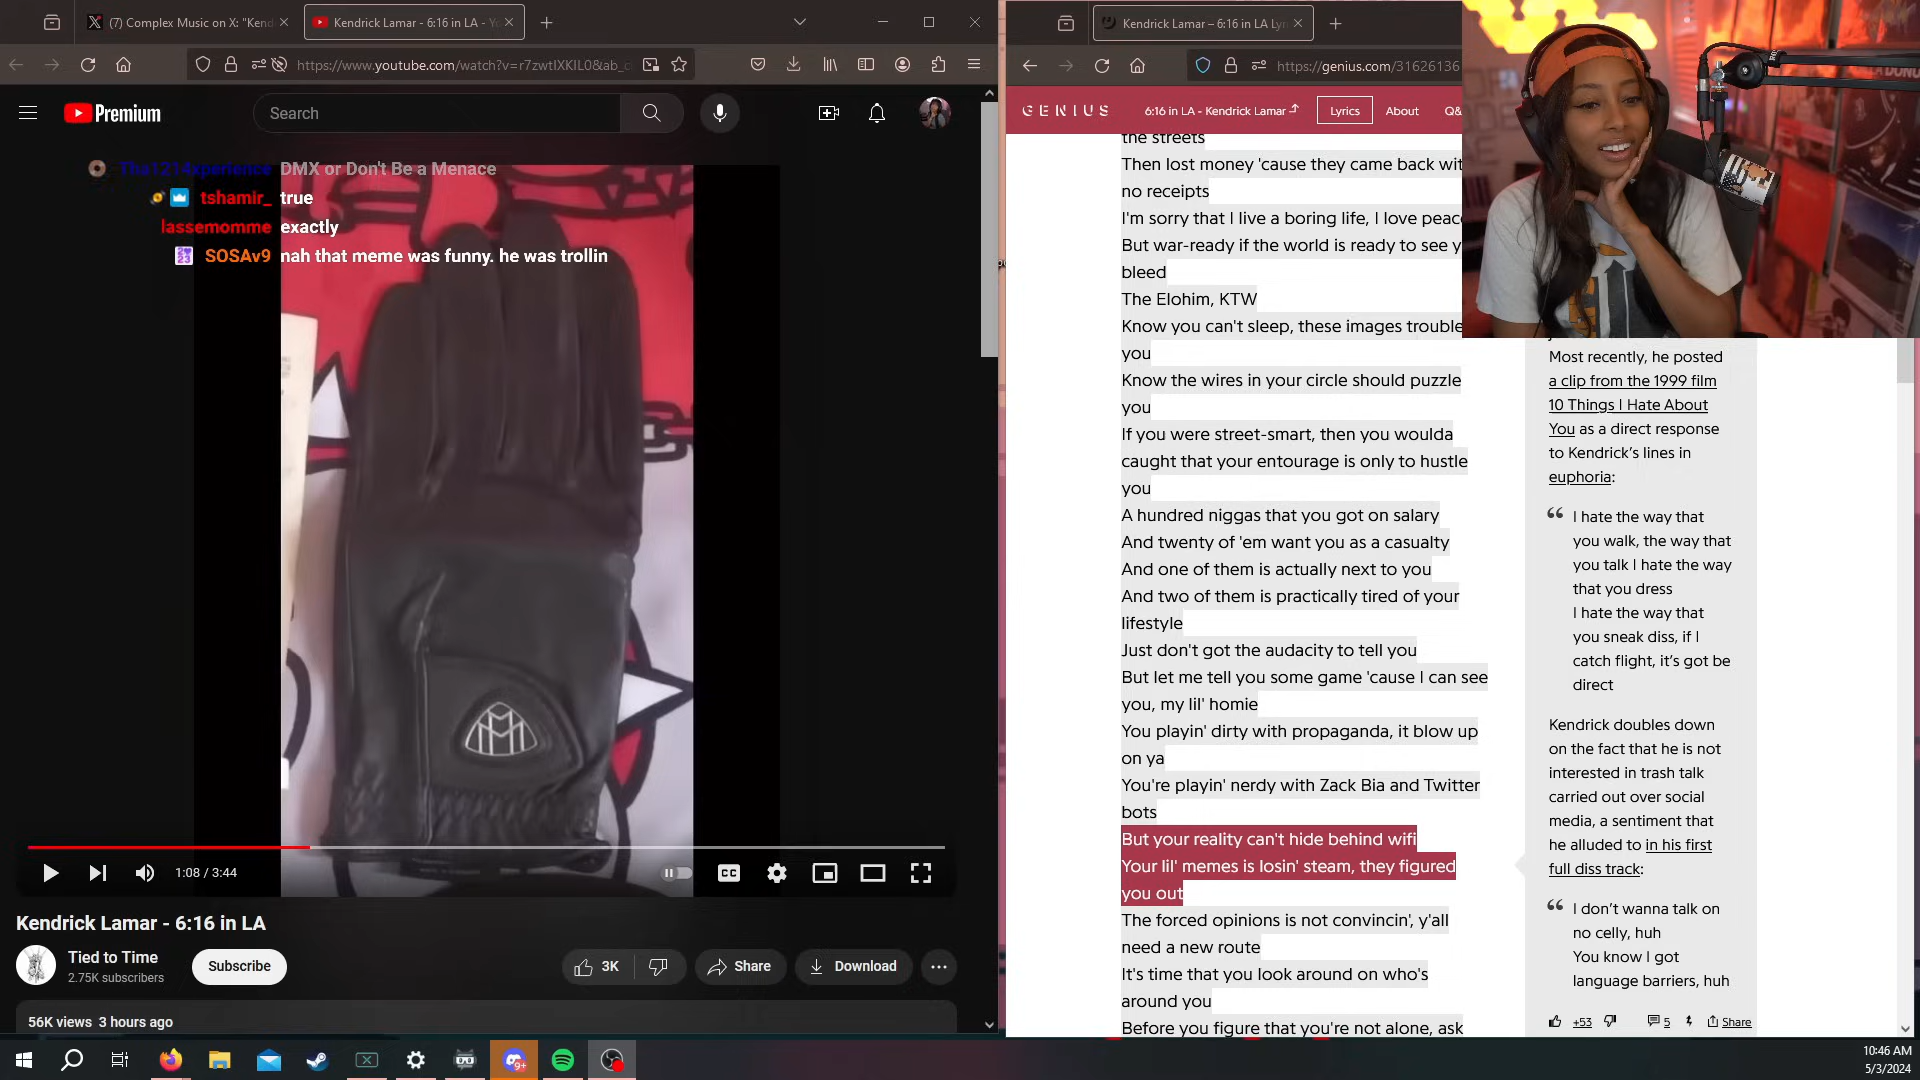 (7) Complex Music on X: "Kend
Kendrick Lamar - 6:16 in LA - Y
https://www.youtube.com/watch?v=r7zwtIXKIL0&ab_c
Premium
Search
The1214xperience DMX or Don't Be a Menace
tshamir_ true
lassemomme exactly
SOSAv9 nah that meme was funny. he was trollin
1:08 / 3:44
CC
Kendrick Lamar - 6:16 in LA
Tied to Time
2.75K subscribers
Subscribe
3K
Share
Download
56K views 3 hours ago
Kendrick Lamar – 6:16 in LA Lyri
https://genius.com/31626136
GENIUS
6:16 in LA - Kendrick Lamar
Lyrics
About
Q&
the streets
Then lost money 'cause they came back wit
no receipts
I'm sorry that I live a boring life, I love peac
But war-ready if the world is ready to see y
bleed
The Elohim, KTW
Know you can't sleep, these images trouble
you
Know the wires in your circle should puzzle
you
If you were street-smart, then you woulda
caught that your entourage is only to hustle
you
A hundred niggas that you got on salary
And twenty of 'em want you as a casualty
And one of them is actually next to you
And two of them is practically tired of your
lifestyle
Just don't got the audacity to tell you
But let me tell you some game 'cause I can see
you, my lil' homie
You playin' dirty with propaganda, it blow up
on ya
You're playin' nerdy with Zack Bia and Twitter
bots
But your reality can't hide behind wifi
Your lil' memes is losin' steam, they figured
you out
The forced opinions is not convincin', y'all
need a new route
It's time that you look around on who's
around you
Before you figure that you're not alone, ask
Most recently, he posted
a clip from the 1999 film
10 Things I Hate About
You as a direct response
to Kendrick's lines in
euphoria:
“ I hate the way that
you walk, the way that
you talk I hate the way
that you dress
I hate the way that
you sneak diss, if I
catch flight, it's got be
direct
Kendrick doubles down
on the fact that he is not
interested in trash talk
carried out over social
media, a sentiment that
he alluded to in his first
full diss track:
“ I don't wanna talk on
no celly, huh
You know I got
language barriers, huh
+53
5
Share
9+
10:46 AM
5/3/2024